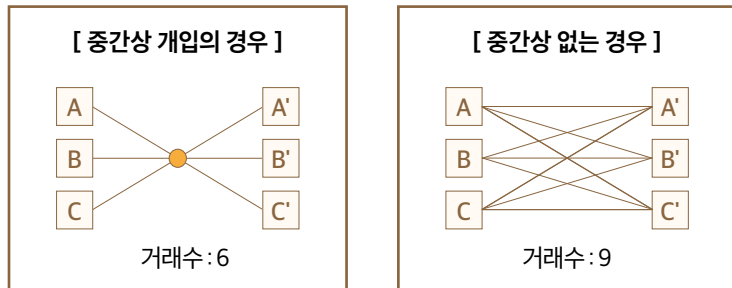 [ 중간상 개입의 경우 ]
A
A'
B
B'
C
C'
거래수 : 6
[ 중간상 없는 경우 ]
A
A'
B
B'
C
C'
거래수 : 9